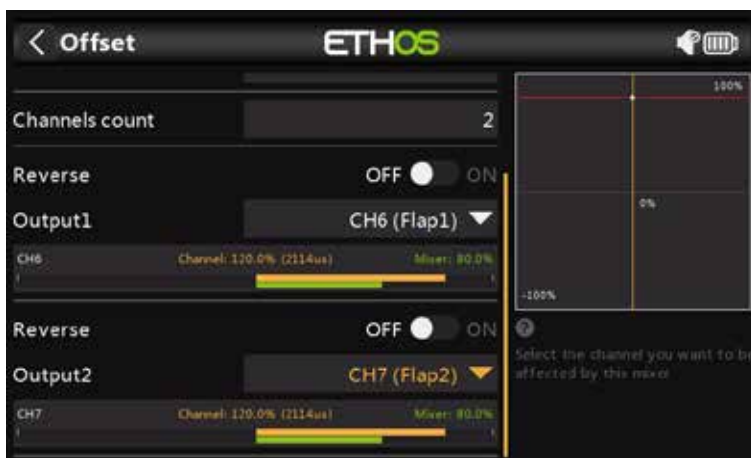 Offset
ETHOS
100%
Channels count 2
Reverse OFF ON
0%
Output1 CH6 (Flap1)
CH6 Channel: 120.0% (2114us) Mixer: 80.0%
-100%
Reverse OFF ON
Select the channel you want to be
affected by this mixer
Output2 CH7 (Flap2)
CH7 Channel: 120.0% (2114us) Mixer: 80.0%